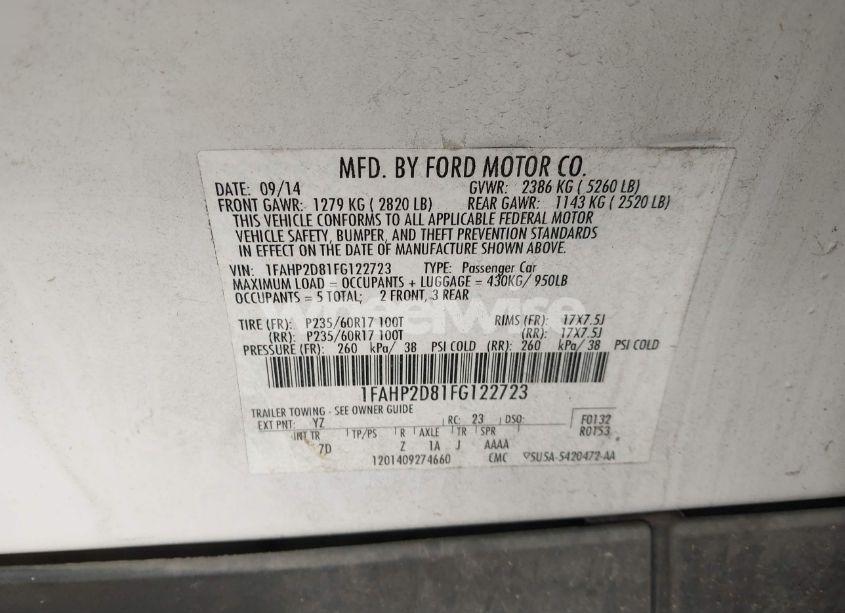 MFD. BY FORD MOTOR CO.
DATE: 09/14 GVWR: 2386 KG ( 5260 LB)
FRONT GAWR: 1279 KG ( 2820 LB) REAR GAWR: 1143 KG ( 2520 LB)
THIS VEHICLE CONFORMS TO ALL APPLICABLE FEDERAL MOTOR
VEHICLE SAFETY, BUMPER, AND THEFT PREVENTION STANDARDS
IN EFFECT ON THE DATE OF MANUFACTURE SHOWN ABOVE.
VIN: 1FAHP2D81FG122723 TYPE: Passenger Car
MAXIMUM LOAD = OCCUPANTS + LUGGAGE = 430KG/ 950LB
OCCUPANTS = 5 TOTAL; 2 FRONT, 3 REAR
wheelwise
TIRE (FR): P235/60R17 100T RIMS (FR): 17X7.5J
(RR): P235/60R17 100T (RR): 17X7.5J
PRESSURE (FR): 260 kPa/ 38 PSI COLD (RR): 260 kPa/ 38 PSI COLD
1FAHP2D81FG122723
TRAILER TOWING - SEE OWNER GUIDE
EXT PNT: YZ RC: 23 DSO: F0132
INT TR TP/PS R AXLE TR SPR R0153
7D Z 1A J AAAA
1201409274660 CMC SUSA-5420472-AA